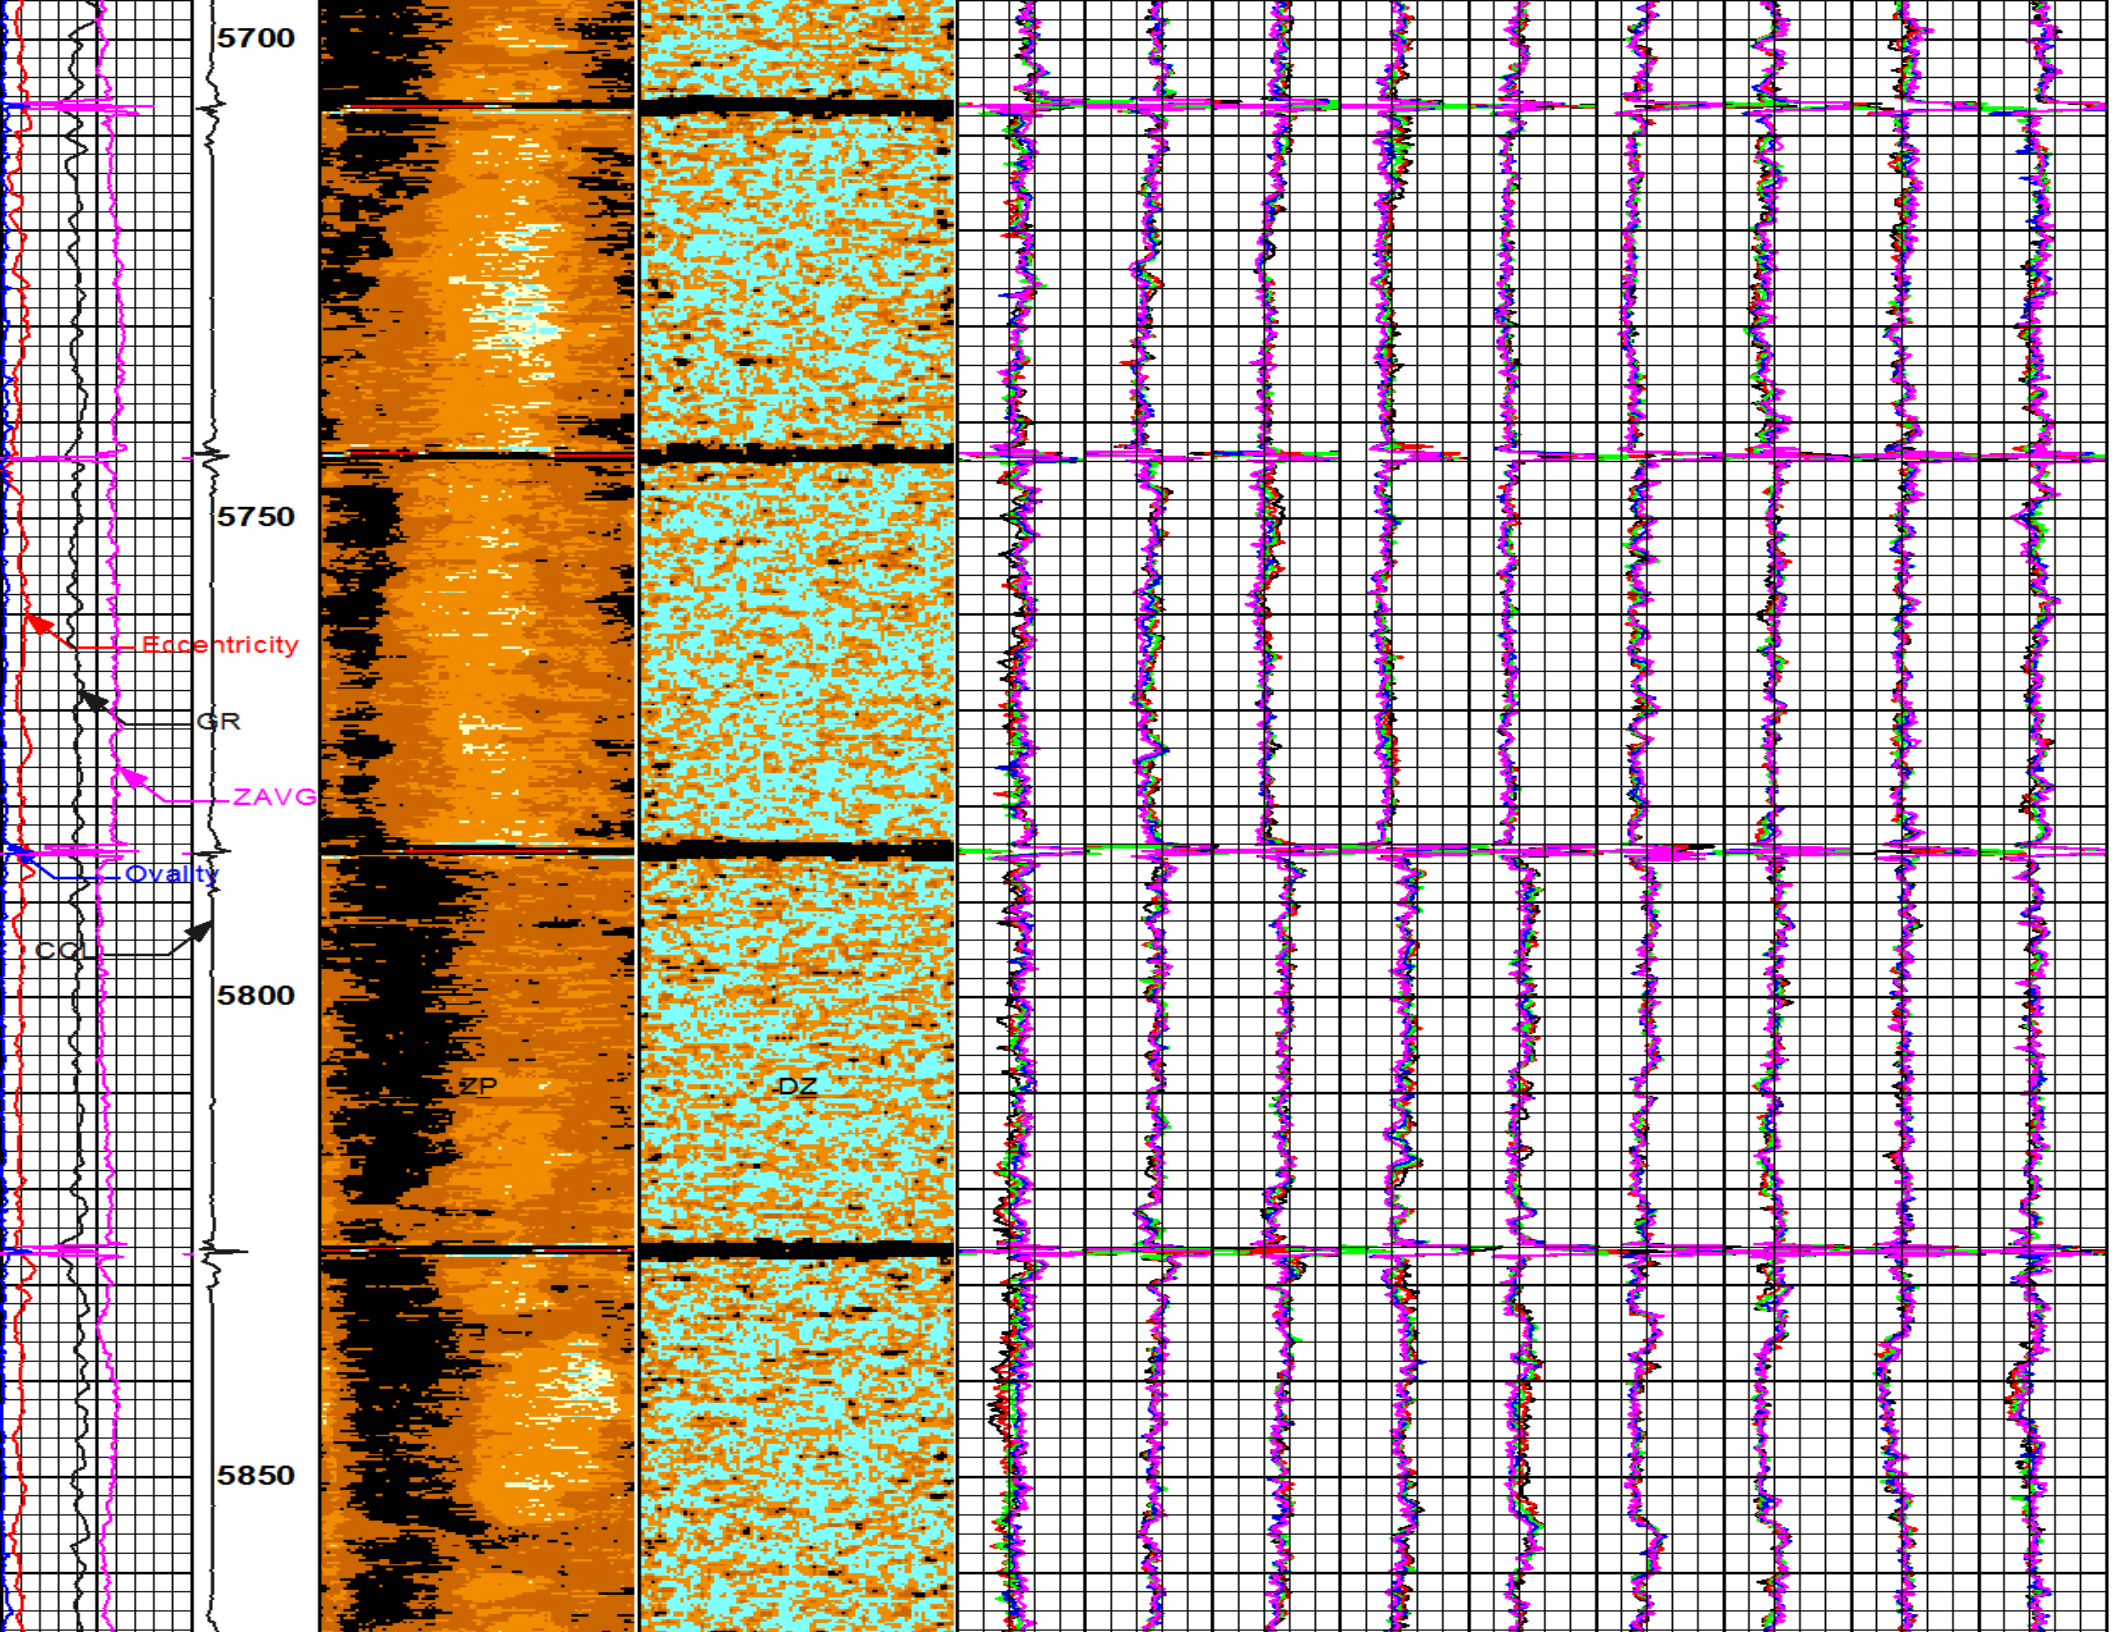 5700
5750
Eccentricity
GR
ZAVG
Ovality
CCL
5800
ZP
DZ
5850